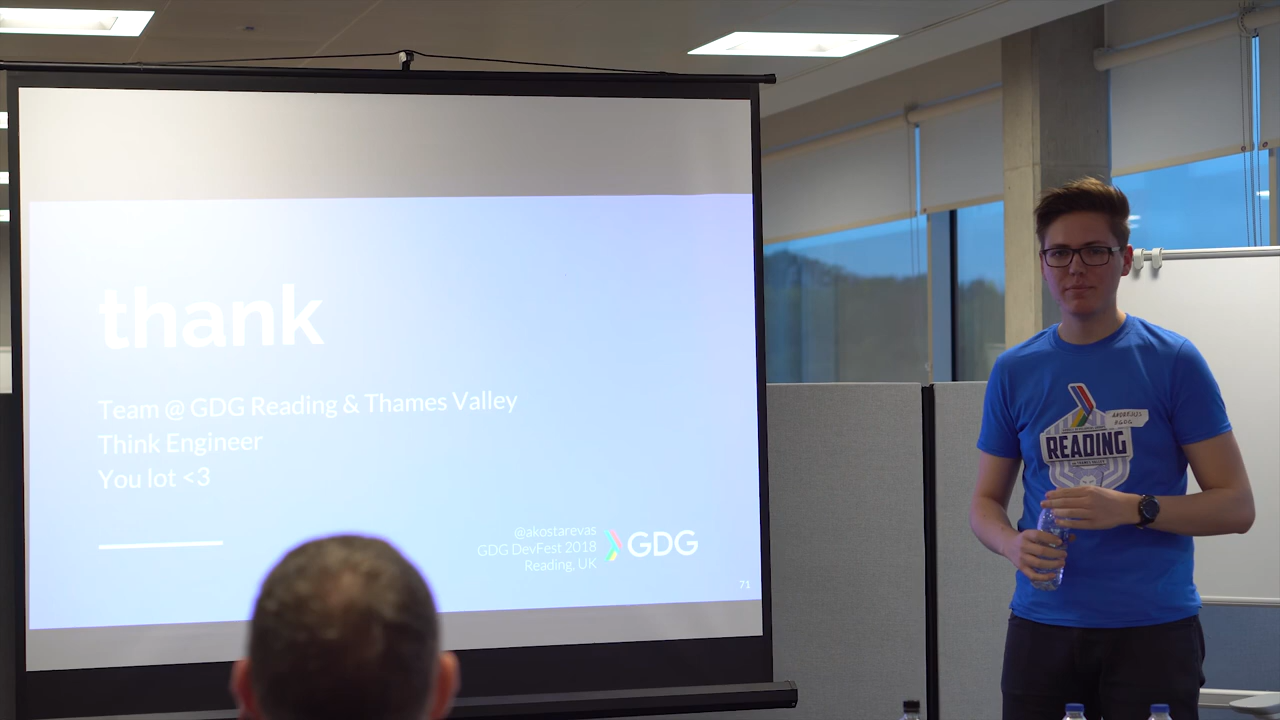 thank
Team @ GDG Reading & Thames Valley
Think Engineer
You lot <3
@akostarevas
GDG DevFest 2018
Reading, UK
GDG
71
READING